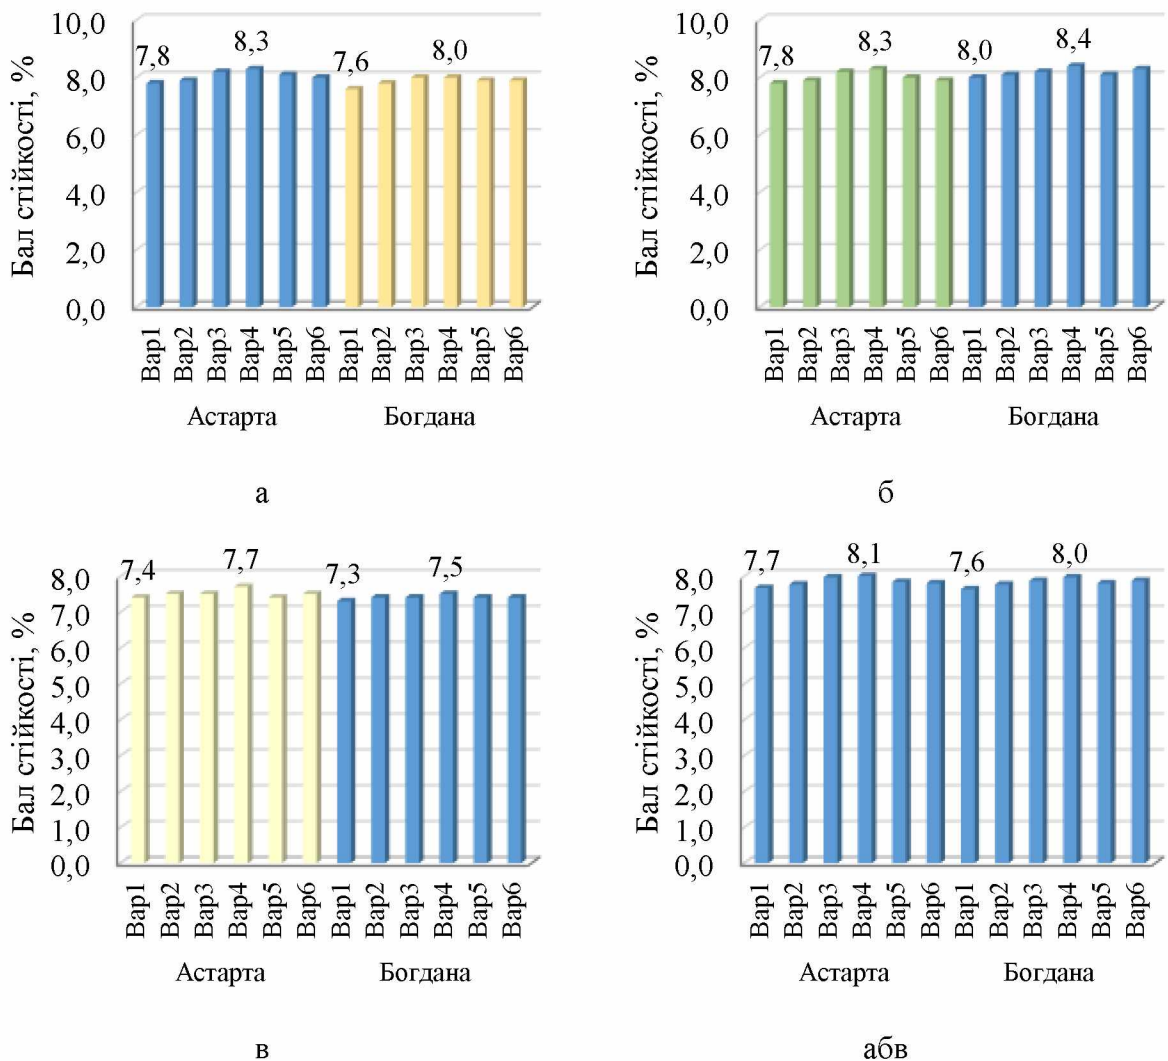 Бал стійкості, %
10,0
8,0
6,0
4,0
2,0
0,0
7,8
8,3
7,6
8,0
Вар1 Вар2 Вар3 Вар4 Вар5 Вар6 Вар1 Вар2 Вар3 Вар4 Вар5 Вар6
Астарта Богдана
а
Бал стійкості, %
10,0
8,0
6,0
4,0
2,0
0,0
7,8
8,3
8,0
8,4
Вар1 Вар2 Вар3 Вар4 Вар5 Вар6 Вар1 Вар2 Вар3 Вар4 Вар5 Вар6
Астарта Богдана
б
Бал стійкості, %
8,0
7,0
6,0
5,0
4,0
3,0
2,0
1,0
0,0
7,4
7,7
7,3
7,5
Вар1 Вар2 Вар3 Вар4 Вар5 Вар6 Вар1 Вар2 Вар3 Вар4 Вар5 Вар6
Астарта Богдана
в
Бал стійкості, %
8,0
7,0
6,0
5,0
4,0
3,0
2,0
1,0
0,0
7,7
8,1
7,6
8,0
Вар1 Вар2 Вар3 Вар4 Вар5 Вар6 Вар1 Вар2 Вар3 Вар4 Вар5 Вар6
Астарта Богдана
абв